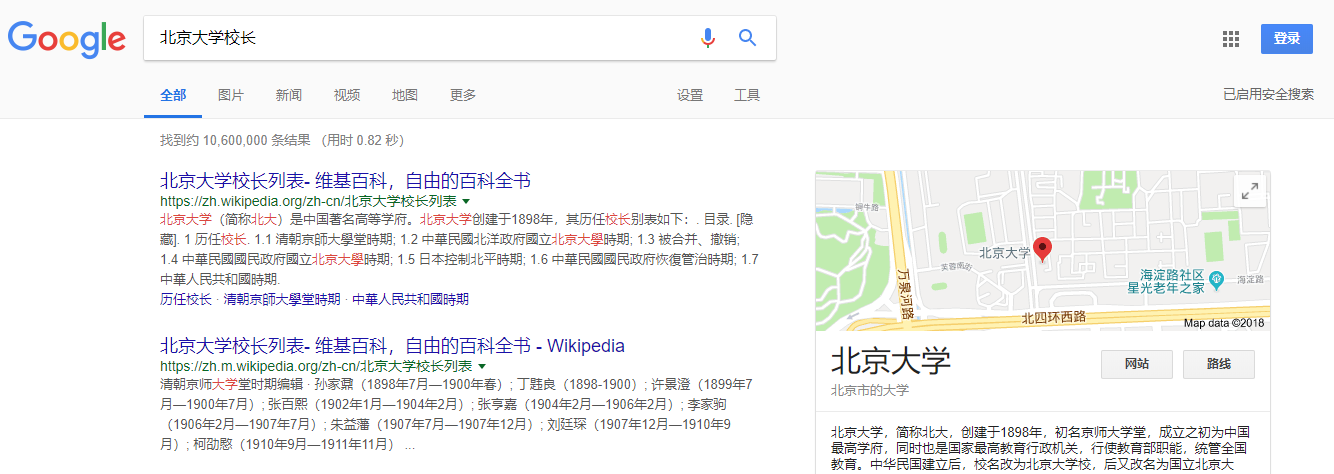 Google
北京大学校长
登录
全部 图片 新闻 视频 地图 更多 设置 工具
已启用安全搜索
找到约 10,600,000 条结果 （用时 0.82 秒）
北京大学校长列表- 维基百科，自由的百科全书
https://zh.wikipedia.org/zh-cn/北京大学校长列表
北京大学（简称北大）是中国著名高等学府。北京大学创建于1898年，其历任校长别表如下：. 目录. [隐
藏]. 1 历任校长. 1.1 清朝京師大學堂時期; 1.2 中華民國北洋政府國立北京大學時期; 1.3 被合并、撤销;
1.4 中華民國國民政府國立北京大學時期; 1.5 日本控制北平時期; 1.6 中華民國國民政府恢復管治時期; 1.7
中華人民共和國時期.
历任校长 · 清朝京師大學堂時期 · 中華人民共和國時期
北京大学校长列表- 维基百科，自由的百科全书 - Wikipedia
https://zh.m.wikipedia.org/zh-cn/北京大学校长列表
清朝京师大学堂时期编辑 · 孙家鼐（1898年7月—1900年春）; 丁韪良（1898-1900）; 许景澄（1899年7
月—1900年7月）; 张百熙（1902年1月—1904年2月）; 张亨嘉（1904年2月—1906年2月）; 李家驹
（1906年2月—1907年7月）; 朱益藩（1907年7月—1907年12月）; 刘廷琛（1907年12月—1910年9
月）; 柯劭憼（1910年9月—1911年11月） ...
北京大学
芙蓉南街
万泉河路
海淀路社区
星光老年之家
海淀路
北四环西路
Map data ©2018
北京大学
网站 路线
北京市的大学
北京大学，简称北大，创建于1898年，初名京师大学堂，成立之初为中国
最高学府，同时也是国家最高教育行政机关，行使教育部职能，统管全国
教育。中华民国建立后，校名改为北京大学校，后又改名为国立北京大